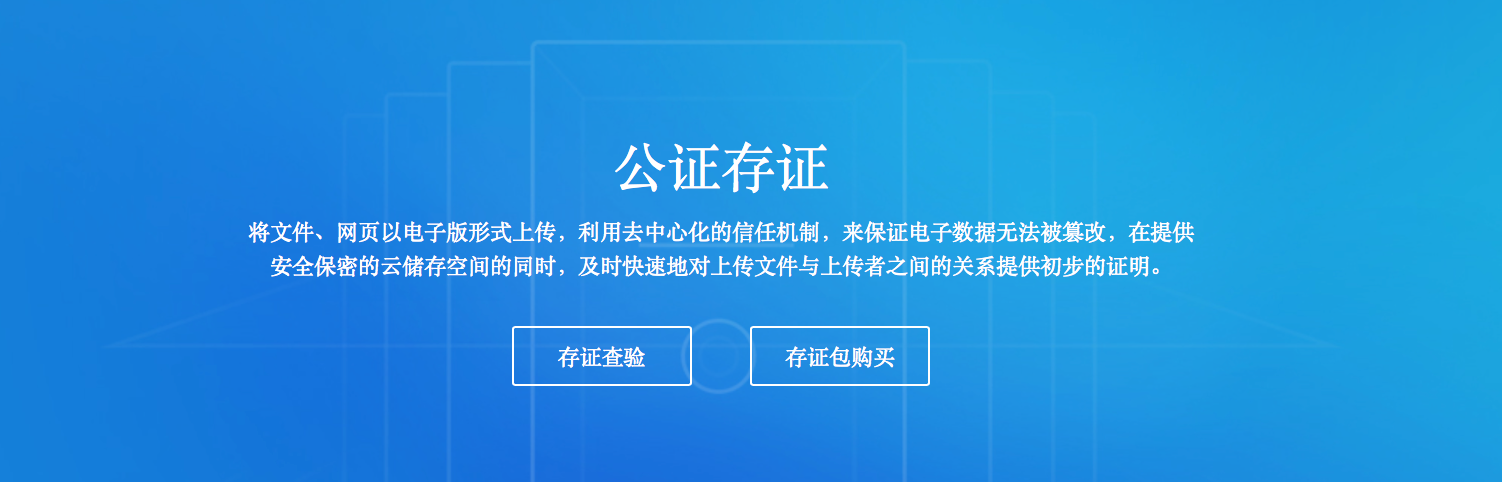 公证存证
将文件、网页以电子版形式上传，利用去中心化的信任机制，来保证电子数据无法被篡改，在提供
安全保密的云储存空间的同时，及时快速地对上传文件与上传者之间的关系提供初步的证明。
存证查验
存证包购买